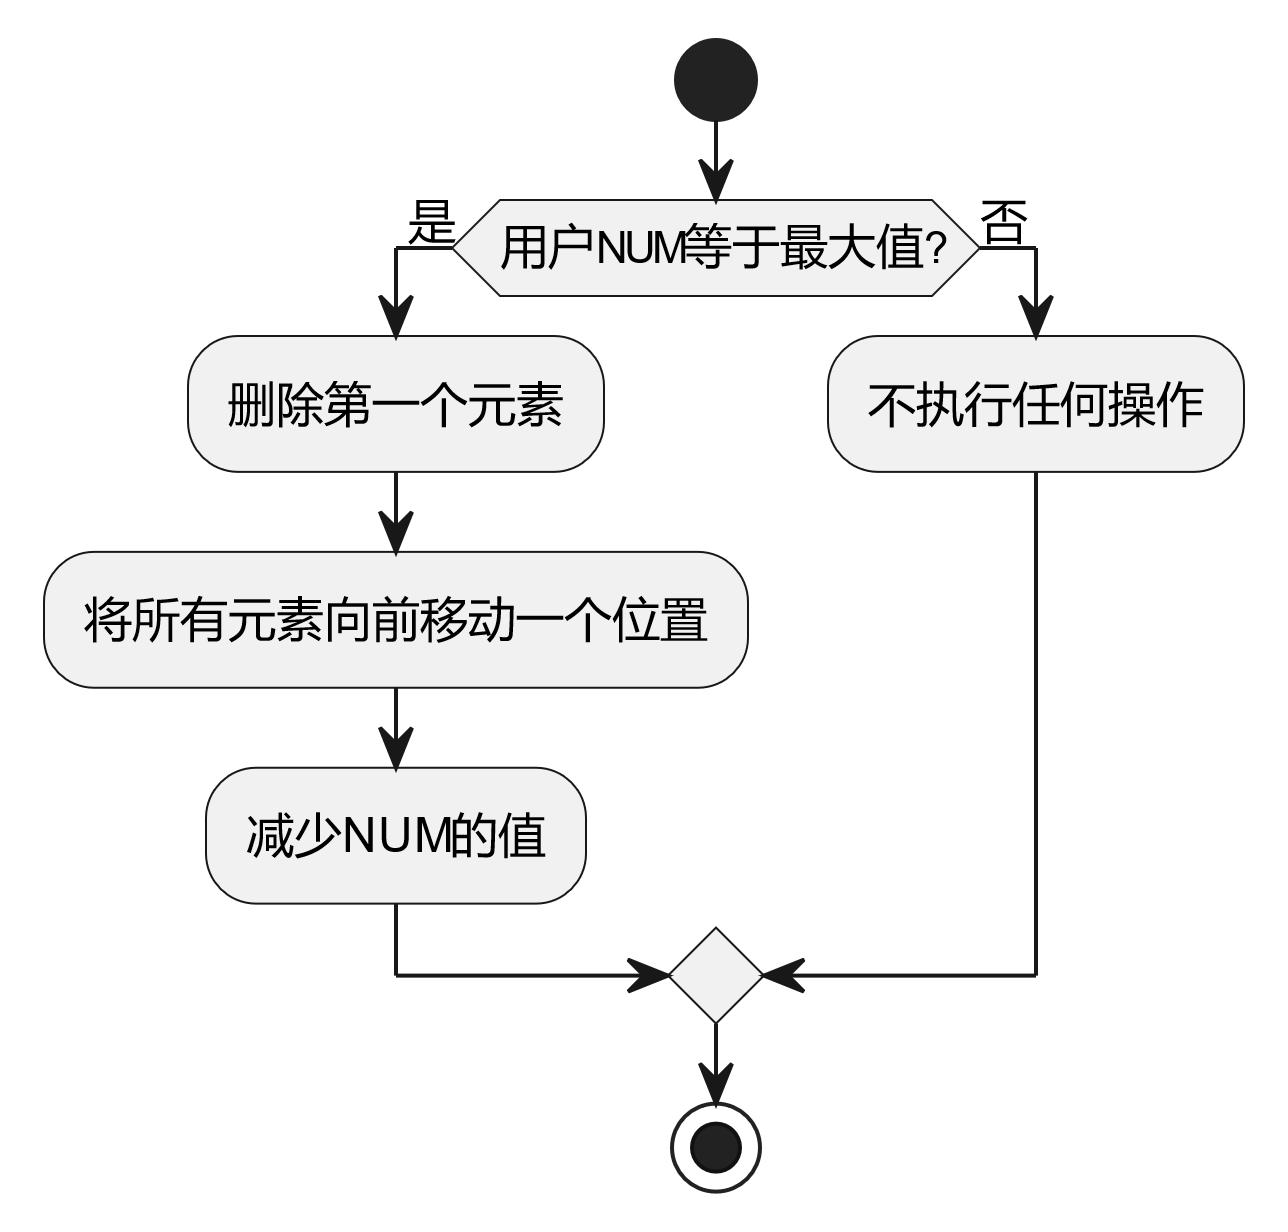 用户NUM等于最大值?
是
否
删除第一个元素
不执行任何操作
将所有元素向前移动一个位置
减少NUM的值